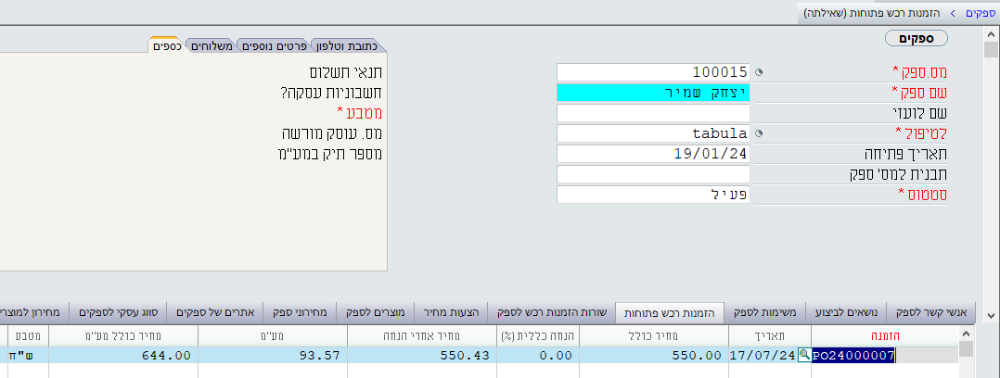 ספקים > הזמנות רכש פתוחות (שאילתה)
ספקים
מס.ספק * 100015
שם ספק * יצחק שמיר
שם לועזי
לטיפול * tabula
תאריך פתיחה 19/01/24
תבנית למס' ספק
סטטוס * פעיל
כתובת וטלפון פרטים נוספים משלוחים כספים
תנאי תשלום
חשבוניות עסקה?
מטבע *
מס. עוסק מורשה
מספר תיק במע"מ
אנשי קשר לספק נושאים לביצוע משימות לספק הזמנות רכש פתוחות שורות הזמנות רכש לספק הצעות מחיר מוצרים לספק מחירוני ספק אתרים של ספקים סווג עסקי לספקים מחירון למוצרי
הזמנה תאריך מחיר כולל הנחה כללית (%) מחיר אחרי הנחה מע"מ מחיר כולל מע"מ מטבע
PO24000007 17/07/24 550.00 0.00 550.43 93.57 644.00 ש"ח